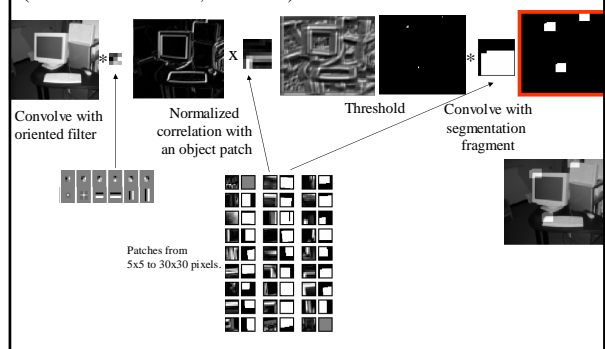 * x *
Convolve with
oriented filter
Normalized
correlation with
an object patch
Threshold
Convolve with
segmentation
fragment
Patches from
5x5 to 30x30 pixels.